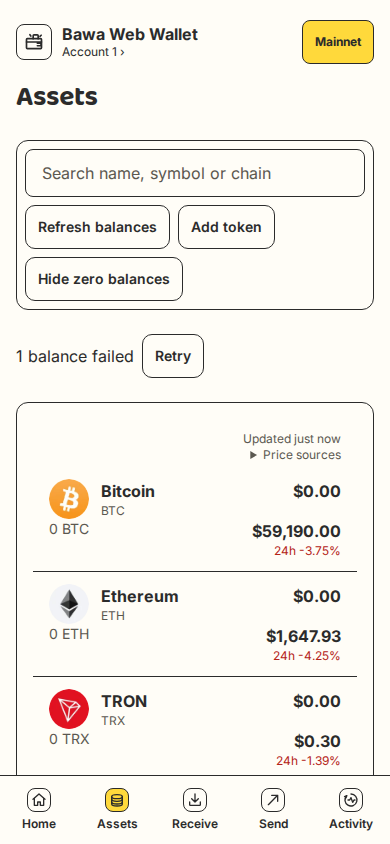 Bawa Web Wallet
Account 1 ›
Mainnet
Assets
Search name, symbol or chain
Refresh balances
Add token
Hide zero balances
1 balance failed
Retry
Updated just now
▶ Price sources
Bitcoin
$0.00
BTC
0 BTC
$59,190.00
24h -3.75%
Ethereum
$0.00
ETH
0 ETH
$1,647.93
24h -4.25%
TRON
$0.00
TRX
0 TRX
$0.30
24h -1.39%
Home
Assets
Receive
Send
Activity